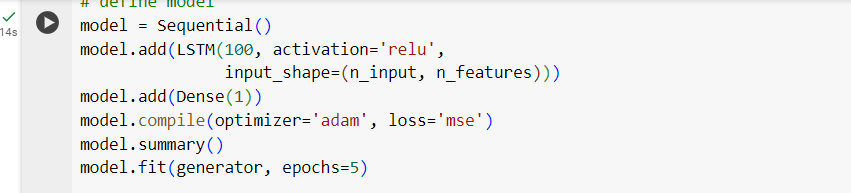 # define model
model = Sequential()
model.add(LSTM(100, activation='relu',
input_shape=(n_input, n_features)))
model.add(Dense(1))
model.compile(optimizer='adam', loss='mse')
model.summary()
model.fit(generator, epochs=5)
14s